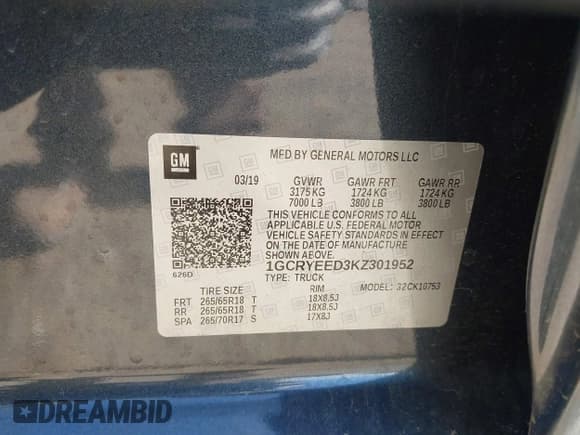 GM
MFD BY GENERAL MOTORS LLC
03/19
GVWR GAWR FRT GAWR RR
3175 KG 1724 KG 1724 KG
7000 LB 3800 LB 3800 LB
THIS VEHICLE CONFORMS TO ALL
APPLICABLE U.S. FEDERAL MOTOR
VEHICLE SAFETY STANDARDS IN EFFECT
ON THE DATE OF MANUFACTURE
SHOWN ABOVE.
1GCRYEED3KZ301952
626D
TYPE: TRUCK
MODEL: 32CK10753
TIRE SIZE RIM
FRT 265/65R18 T 18X8.5J
RR 265/65R18 T 18X8.5J
SPA 265/70R17 S 17X8J
DREAMBID